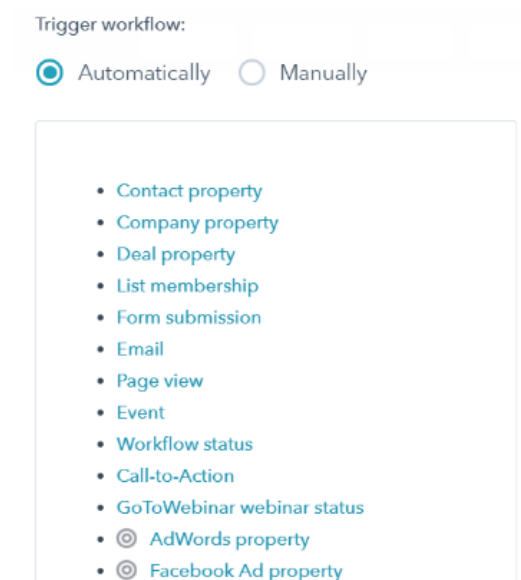 Trigger workflow:
Automatically Manually
• Contact property
• Company property
• Deal property
• List membership
• Form submission
• Email
• Page view
• Event
• Workflow status
• Call-to-Action
• GoToWebinar webinar status
• AdWords property
• Facebook Ad property